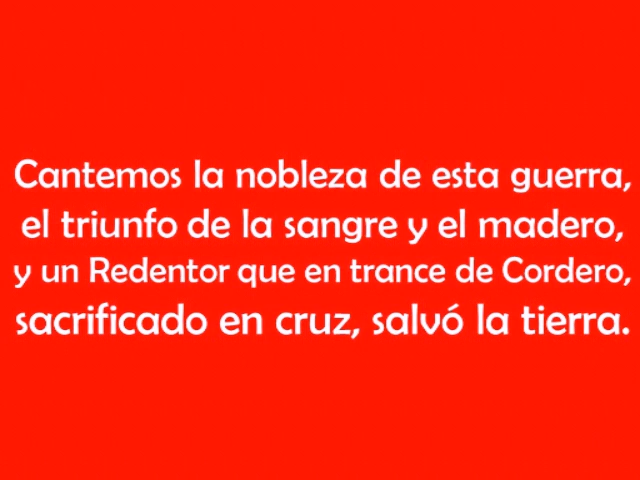 Cantemos la nobleza de esta guerra,
el triunfo de la sangre y el madero,
y un Redentor que en trance de Cordero,
sacrificado en cruz, salvó la tierra.